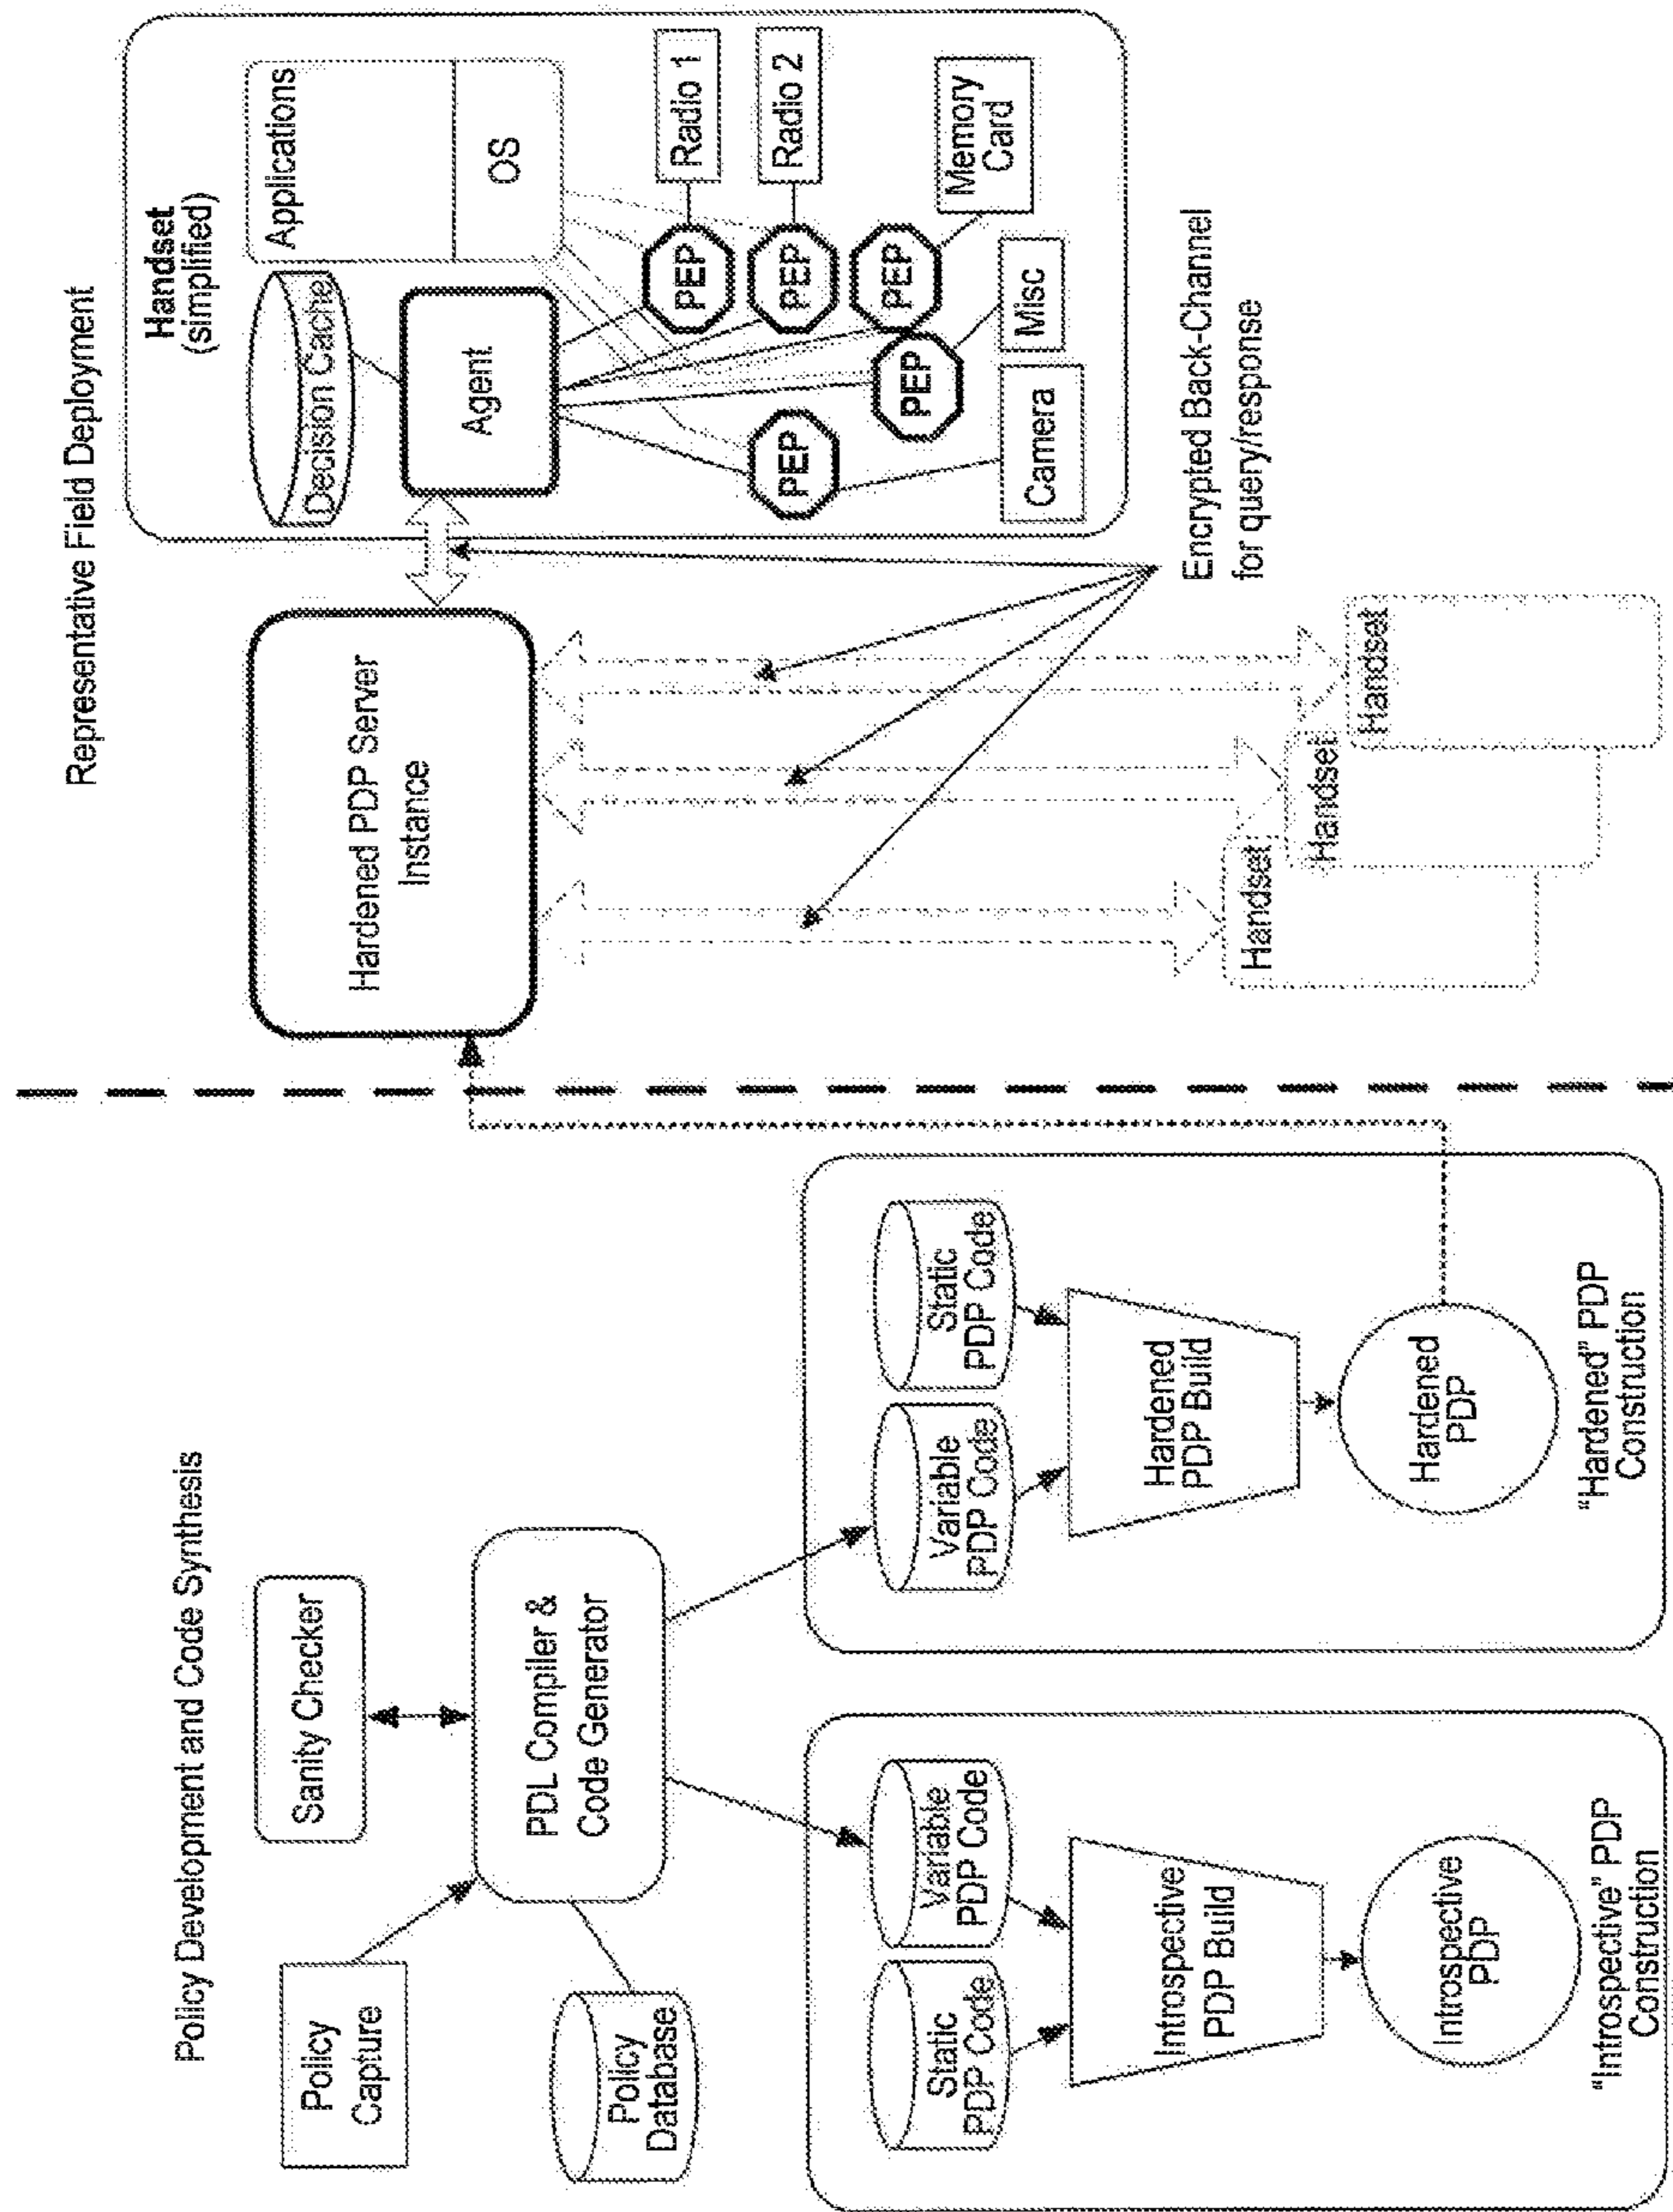 Policy Development and Code Synthesis
Policy
Capture
Sanity Checker
PDL Compiler &
Code Generator
Policy
Database
Static
PDP Code
Variable
PDP Code
Introspective
PDP Build
Introspective
PDP
"Introspective" PDP
Construction
Variable
PDP Code
Static
PDP Code
Hardened
PDP Build
Hardened
PDP
"Hardened" PDP
Construction
Representative Field Deployment
Hardened PDP Server
Instance
Handset
(simplified)
Decision Cache
Applications
OS
Agent
PEP
PEP
PEP
PEP
PEP
Radio 1
Radio 2
Memory
Card
Misc
Camera
Encrypted Back-Channel
for query/response
Handset
Handset
Handset